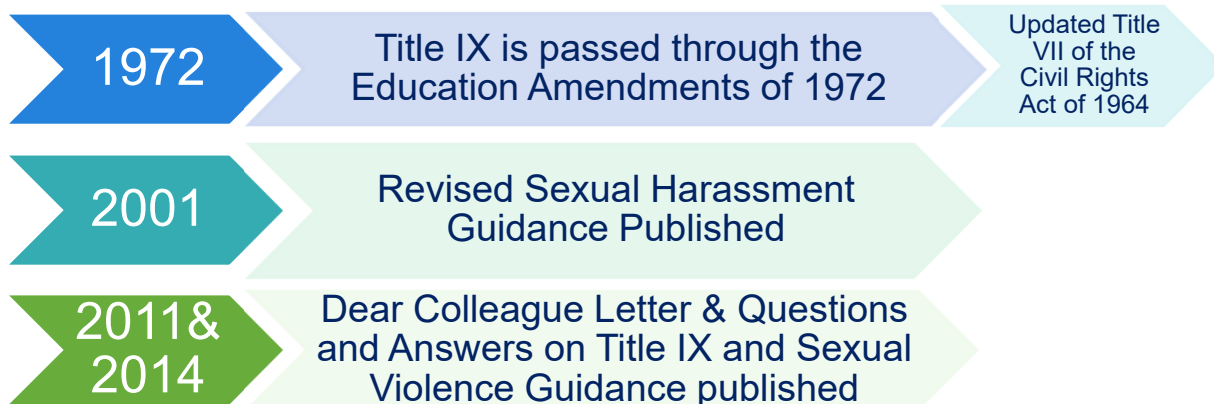 1972
Title IX is passed through the
Education Amendments of 1972
Updated Title
VII of the
Civil Rights
Act of 1964
2001
Revised Sexual Harassment
Guidance Published
2011&
2014
Dear Colleague Letter & Questions
and Answers on Title IX and Sexual
Violence Guidance published